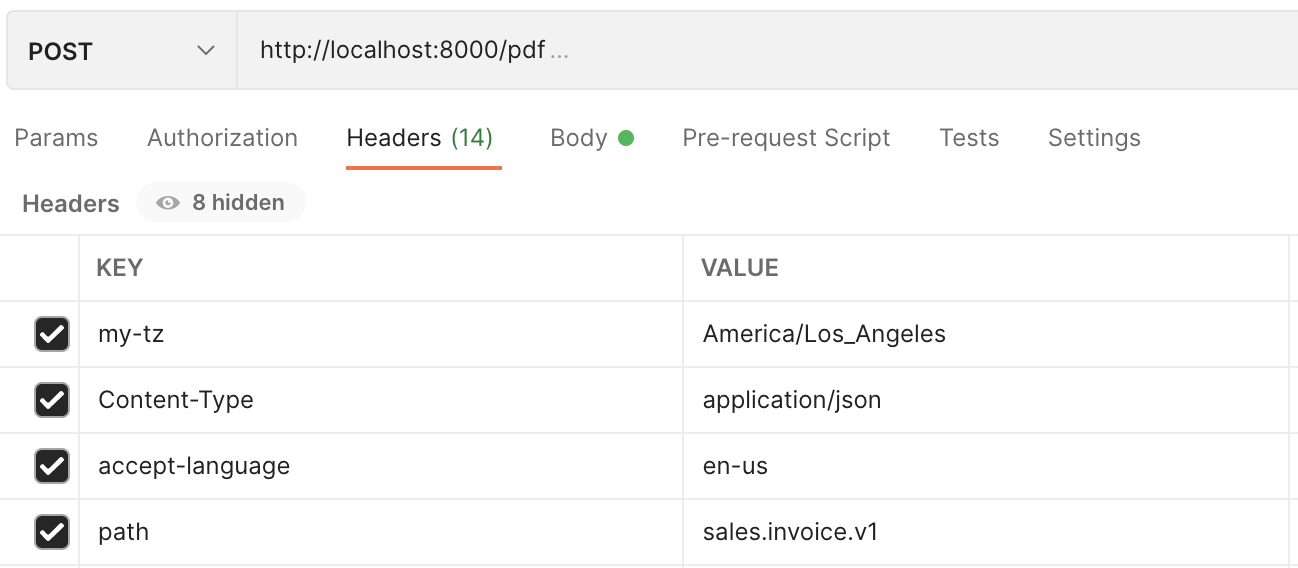 POST http://localhost:8000/pdf ...
Params Authorization Headers (14) Body Pre-request Script Tests Settings
Headers 8 hidden
KEY VALUE
my-tz America/Los_Angeles
Content-Type application/json
accept-language en-us
path sales.invoice.v1